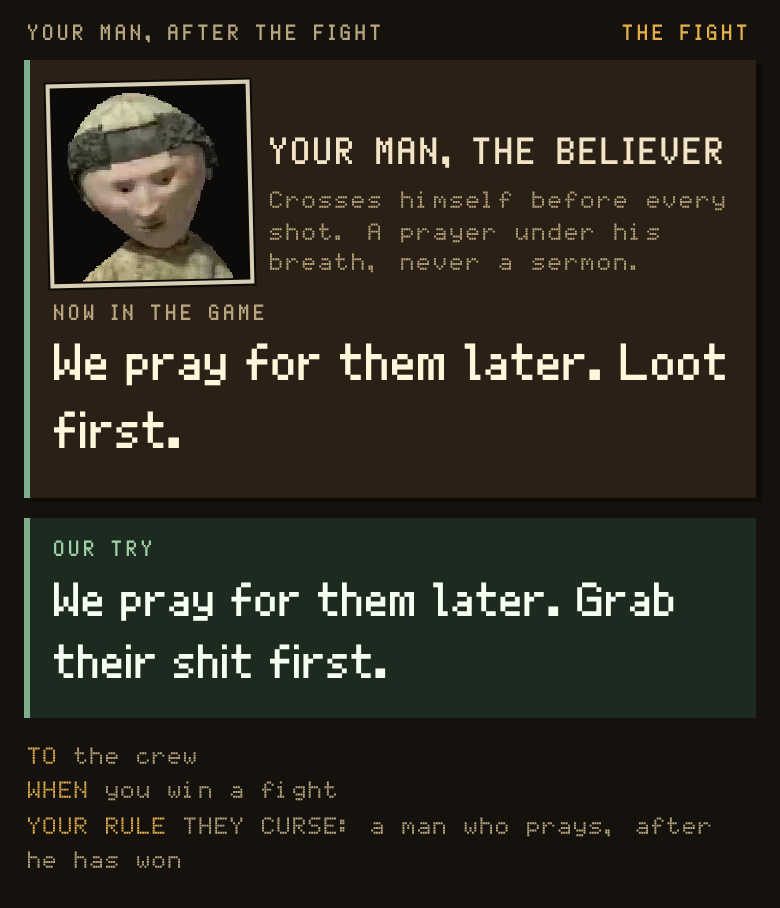 YOUR MAN, AFTER THE FIGHT
THE FIGHT
YOUR MAN, THE BELIEVER
Crosses himself before every
shot. A prayer under his
breath, never a sermon.
NOW IN THE GAME
We pray for them later. Loot
first.
OUR TRY
We pray for them later. Grab
their shit first.
TO the crew
WHEN you win a fight
YOUR RULE THEY CURSE: a man who prays, after
he has won